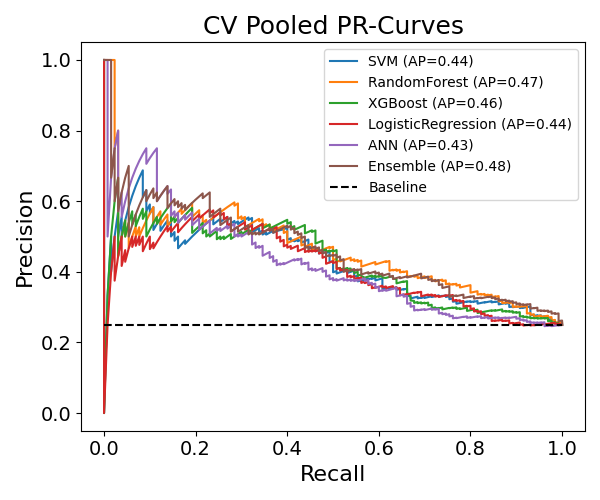 CV Pooled PR-Curves
SVM (AP=0.44)
RandomForest (AP=0.47)
XGBoost (AP=0.46)
LogisticRegression (AP=0.44)
ANN (AP=0.43)
Ensemble (AP=0.48)
Baseline
Precision
1.0
0.8
0.6
0.4
0.2
0.0
0.0 0.2 0.4 0.6 0.8 1.0
Recall